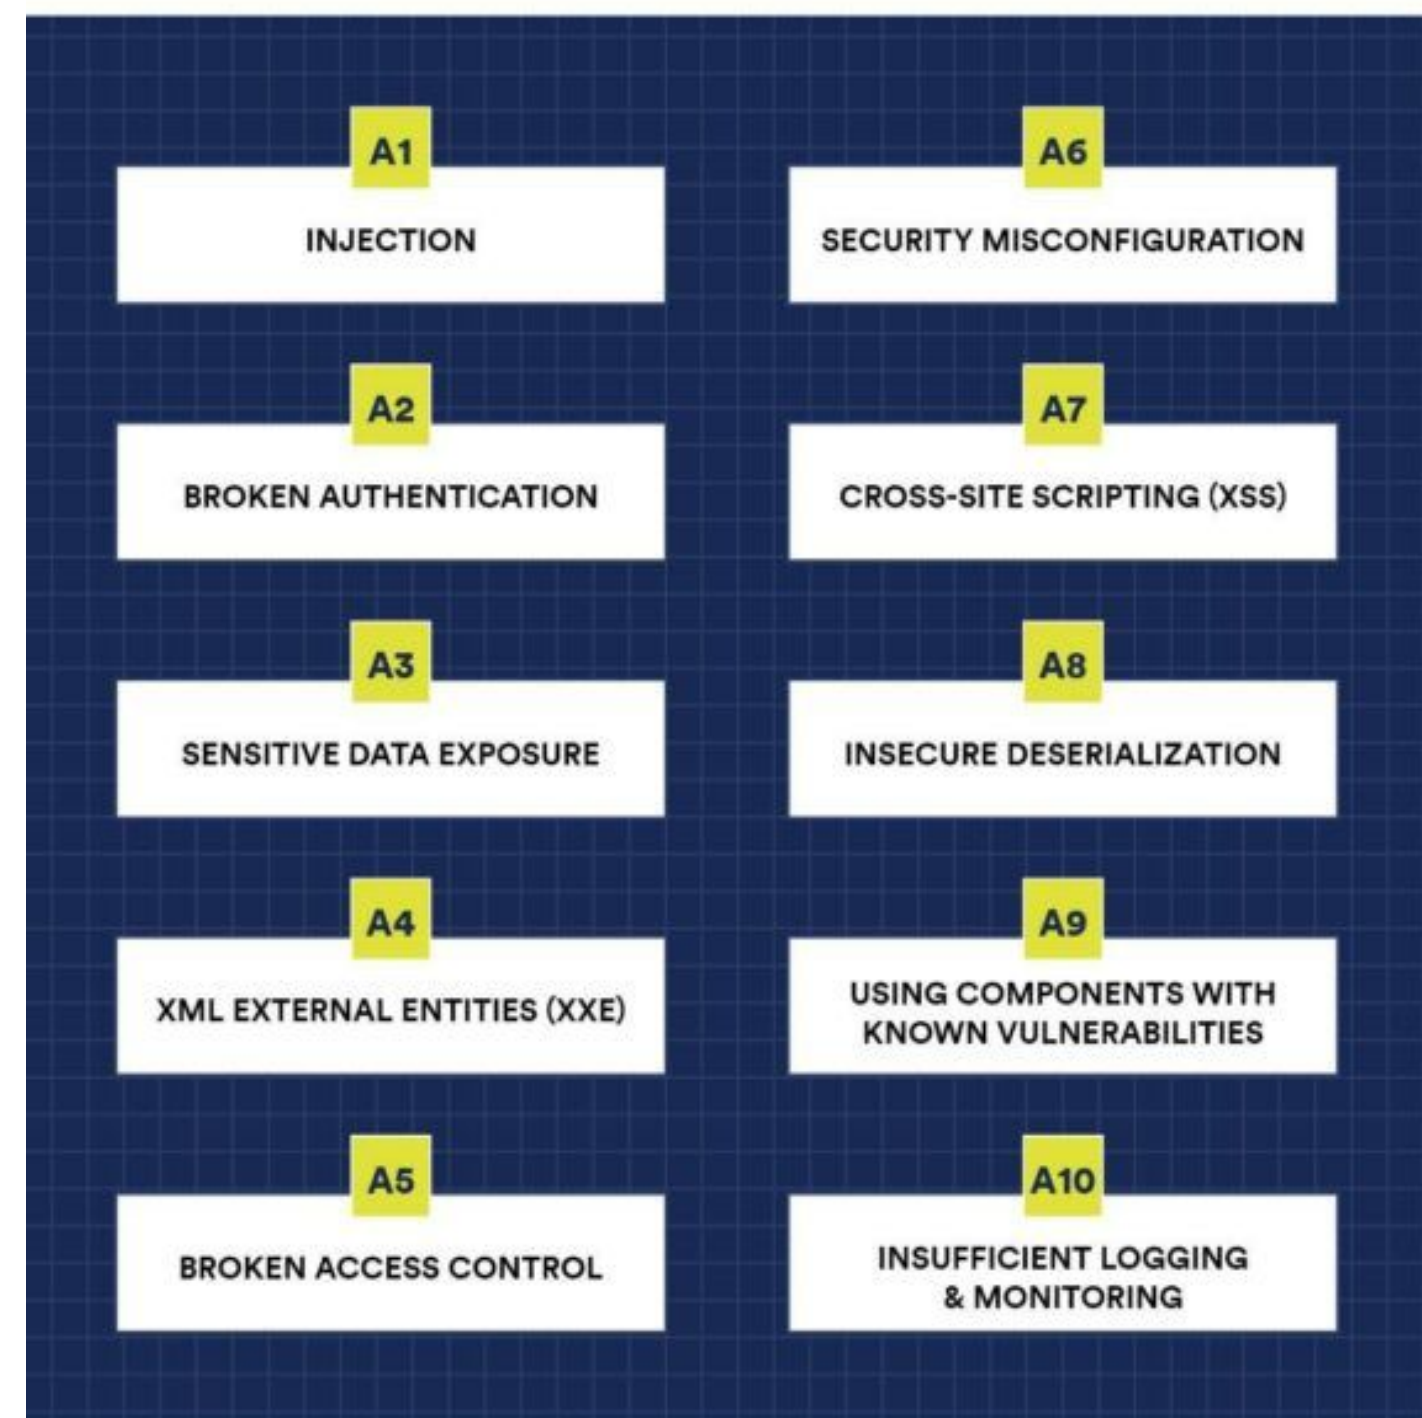 A1
INJECTION
A2
BROKEN AUTHENTICATION
A3
SENSITIVE DATA EXPOSURE
A4
XML EXTERNAL ENTITIES (XXE)
A5
BROKEN ACCESS CONTROL
A6
SECURITY MISCONFIGURATION
A7
CROSS-SITE SCRIPTING (XSS)
A8
INSECURE DESERIALIZATION
A9
USING COMPONENTS WITH
KNOWN VULNERABILITIES
A10
INSUFFICIENT LOGGING
& MONITORING